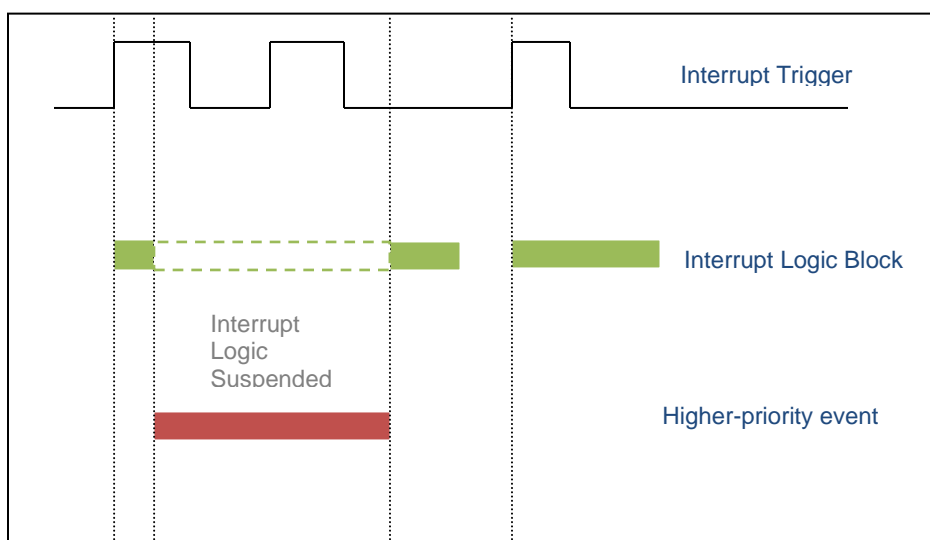 Interrupt Trigger
Interrupt Logic Block
Interrupt
Logic
Suspended
Higher-priority event